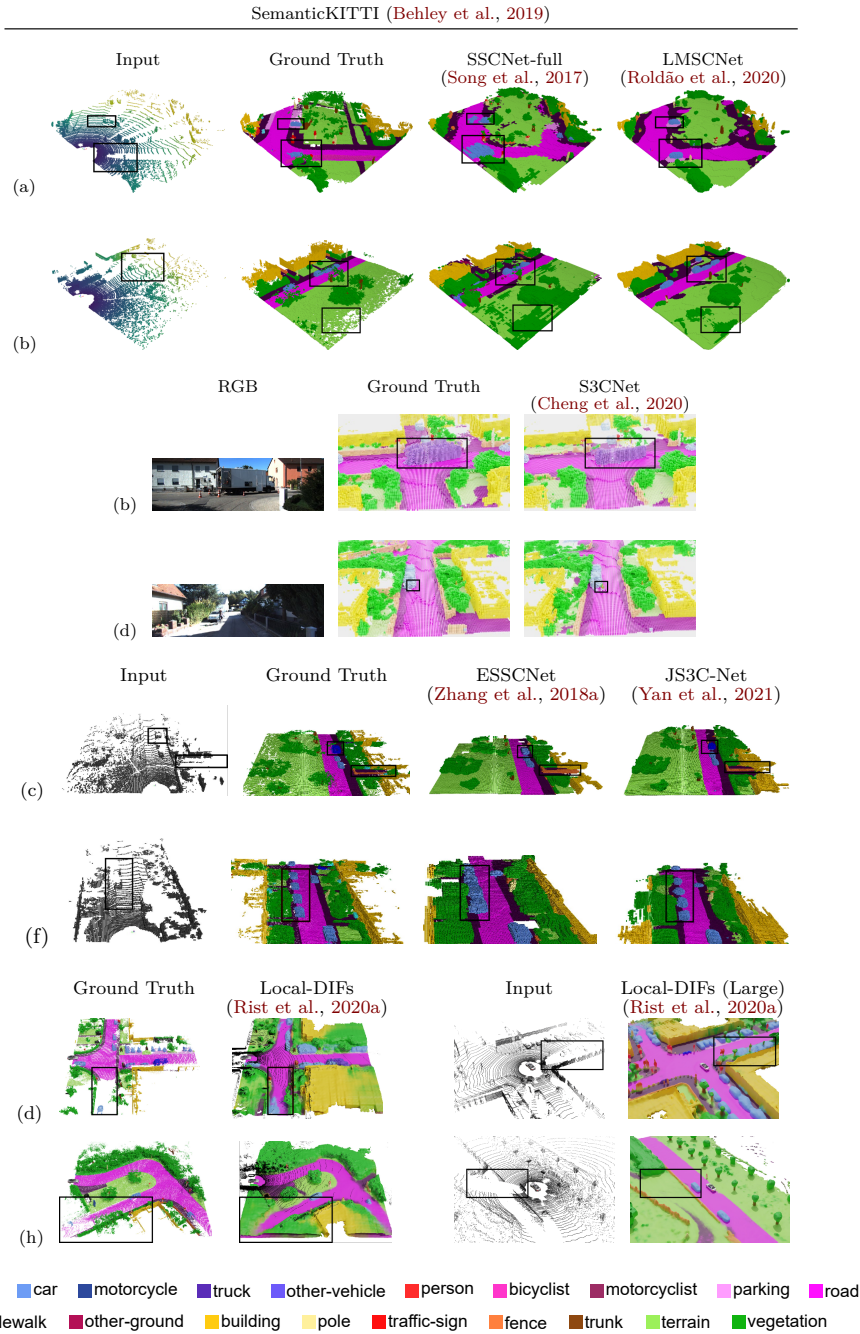 SemanticKITTI (Behley et al., 2019)
Input Ground Truth SSCNet-full LMSCNet
(Song et al., 2017) (Roldão et al., 2020)
(a)
(b)
RGB Ground Truth S3CNet
(Cheng et al., 2020)
(b)
(d)
Input Ground Truth ESSCNet JS3C-Net
(Zhang et al., 2018a) (Yan et al., 2021)
(c)
(f)
Ground Truth Local-DIFs Input Local-DIFs (Large)
(Rist et al., 2020a) (Rist et al., 2020a)
(d)
(h)
car motorcycle truck other-vehicle person bicyclist motorcyclist parking road
lewalk other-ground building pole traffic-sign fence trunk terrain vegetation